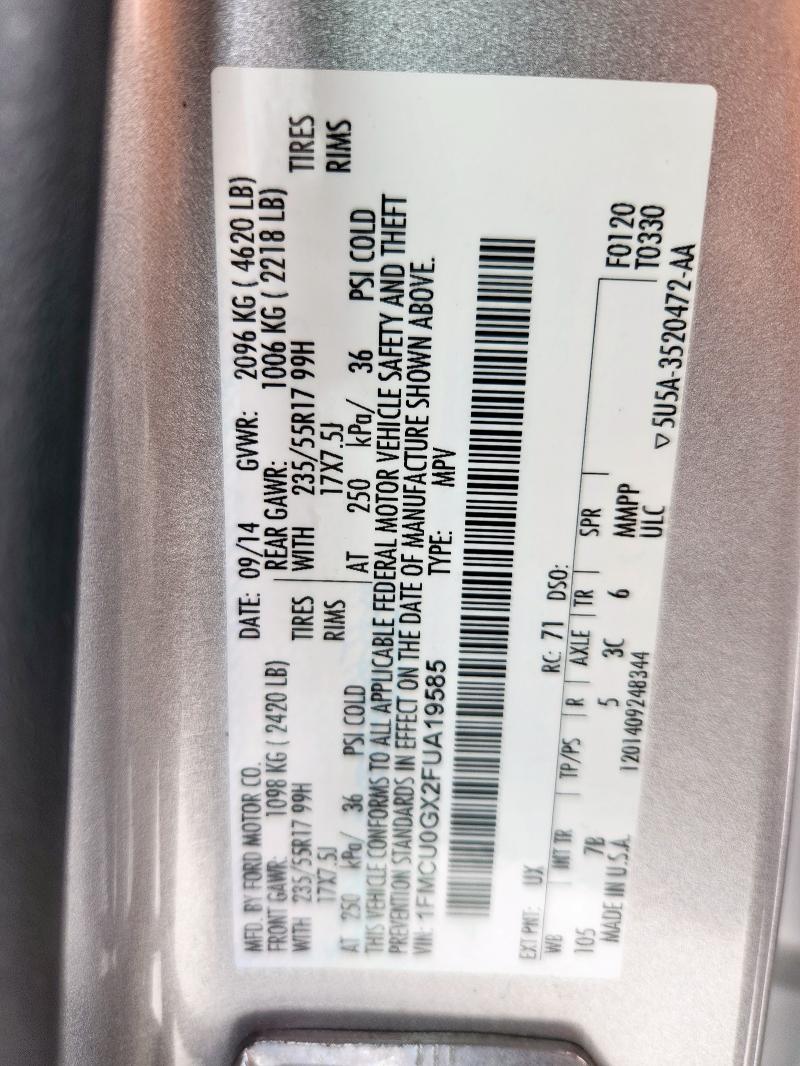 MFD. BY FORD MOTOR CO. DATE: 09/14 GVWR: 2096 KG ( 4620 LB)
FRONT GAWR: 1098 KG ( 2420 LB) REAR GAWR: 1006 KG ( 2218 LB)
WITH 235/55R17 99H TIRES WITH 235/55R17 99H TIRES
17X7.5J RIMS 17X7.5J RIMS
AT 250 kPa/ 36 PSI COLD AT 250 kPa/ 36 PSI COLD
THIS VEHICLE CONFORMS TO ALL APPLICABLE FEDERAL MOTOR VEHICLE SAFETY AND THEFT
PREVENTION STANDARDS IN EFFECT ON THE DATE OF MANUFACTURE SHOWN ABOVE.
VIN: 1FMCU0GX2FUA19585 TYPE: MPV
EXT PNT: UX RC: 71 DSO:
WB INT TR TP/PS R AXLE TR SPR F0120
105 7B 5 3C 6 MMPP T0330
MADE IN U.S.A. 1201409248344 ULC ▽5U5A-3520472-AA